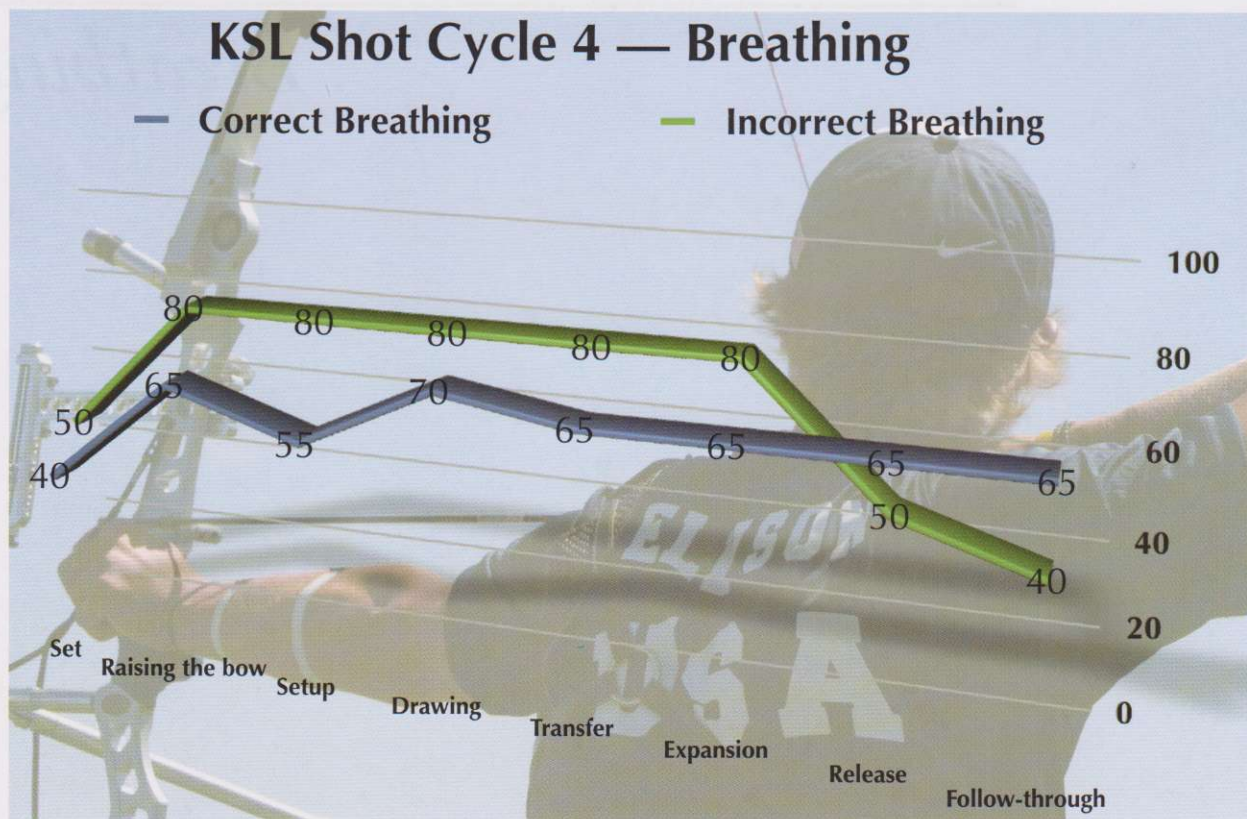 KSL Shot Cycle 4 — Breathing
Correct Breathing
Incorrect Breathing
100
80
60
40
20
0
80
80
80
80
80
50
50
40
40
65
55
70
65
65
65
65
ELISON
USA
Set
Raising the bow
Setup
Drawing
Transfer
Expansion
Release
Follow-through